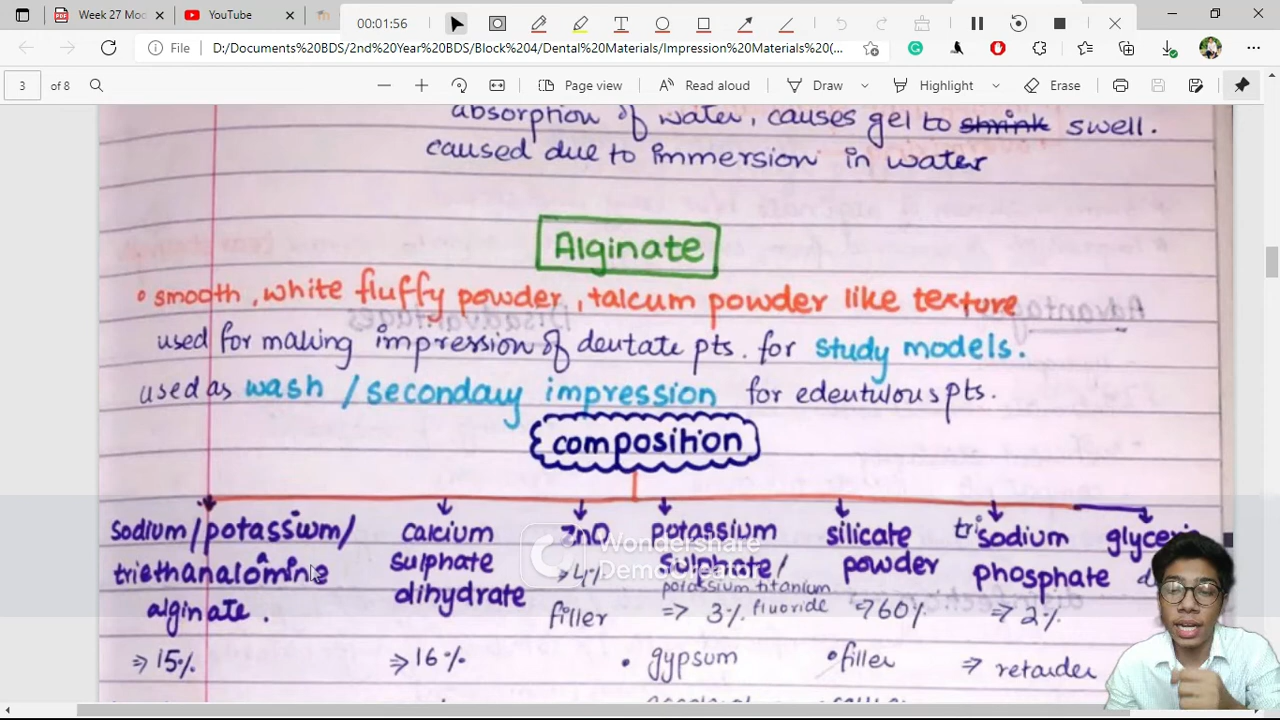 Week 27 Mo
YouTube
00:01:56
File
D:/Documents%20BDS/2nd%20Year%20BDS/Block%204/Dental%20Materials/Impression%20Materials%20(...
3 of 8
Page view
Read aloud
Draw
Highlight
Erase
absorption of water, causes gel to shrink swell.
caused due to immersion in water
Alginate
• smooth, white fluffy powder, talcum powder like texture
used for making impression of dentate pts. for study models.
used as wash / secondary impression for edentulous pts.
composition
sodium/potassium/
triethanalomine
a
alginate.
⇒ 15%
calcium
sulphate
dihydrate
⇒ 16%
ZnO
⇒ 4%
filler
potassium
sulphate/
potassium titanium
fluoride
⇒ 3%
• gypsum
silicate
powder
⇒ 60%
• filler
tri sodium
phosphate
⇒ 2%
⇒ retarder
Wondershare
DemoCreator